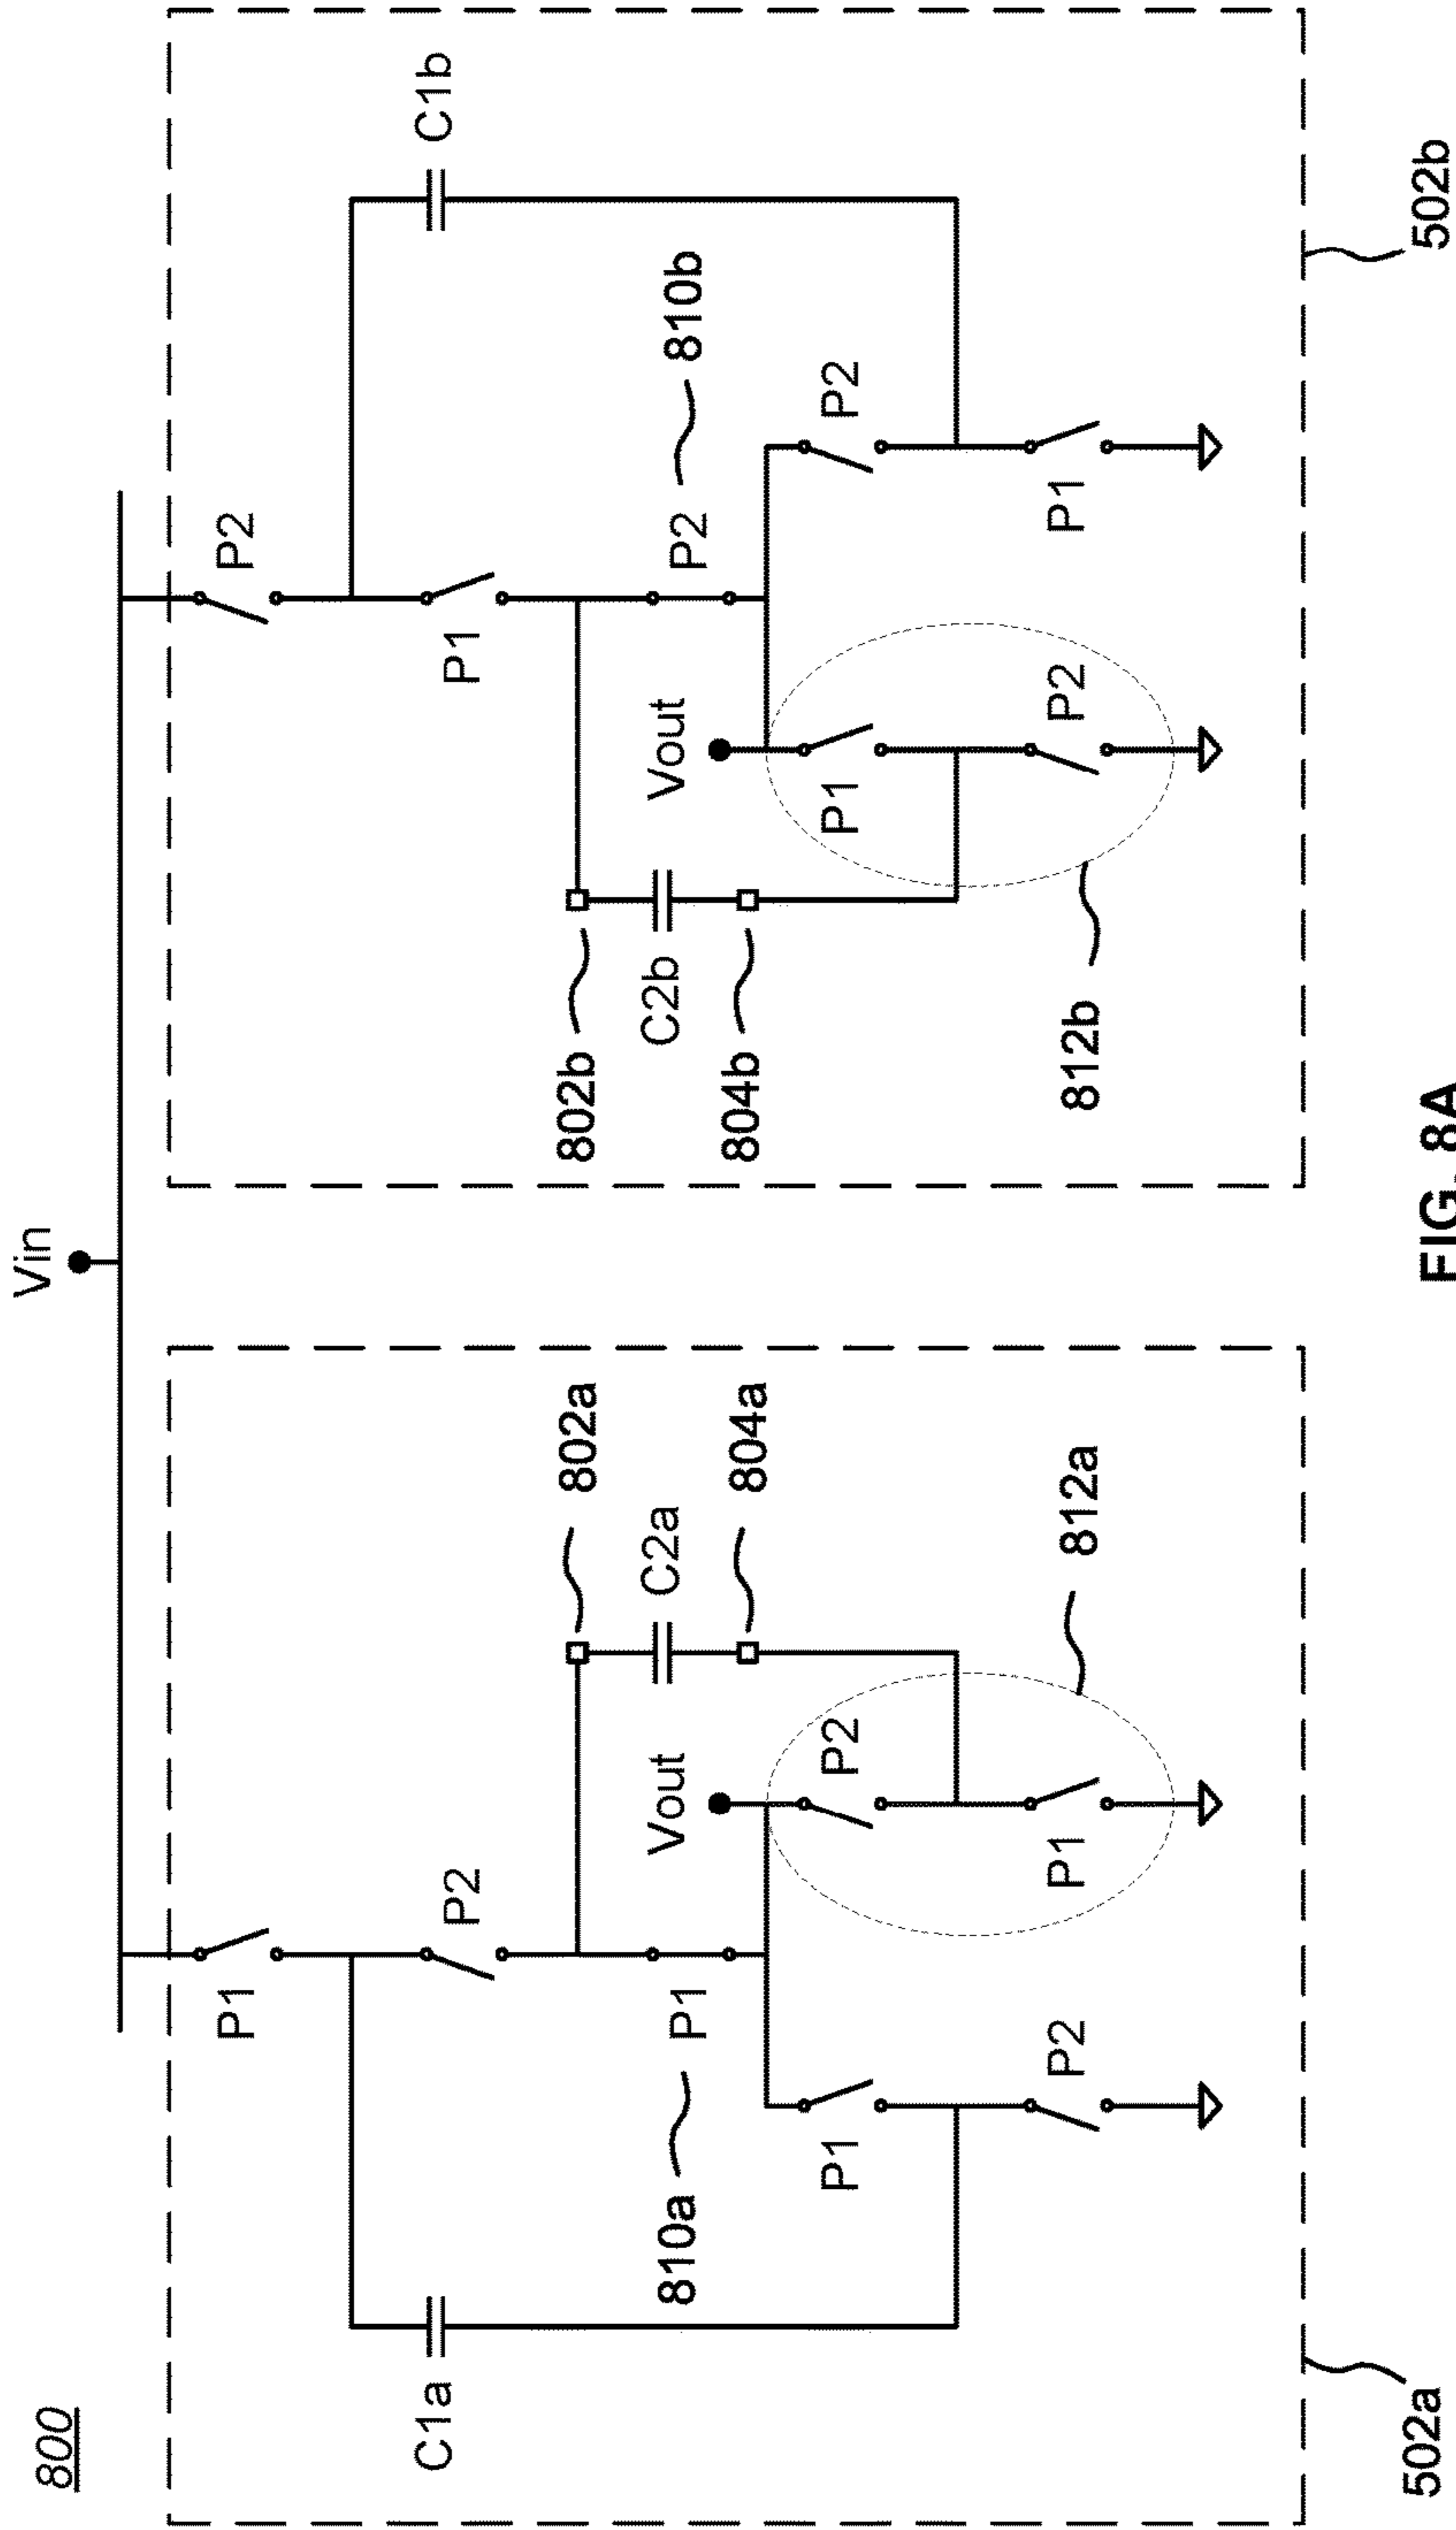 800
Vin
P1
P2
C1a
P2
P1
C1b
802a
802b
810a
P1
Vout
C2a
C2b
Vout
P2
810b
804a
804b
P1
P2
P1
P2
P2
P1
812a
812b
P2
P1
502a
502b
FIG. 8A